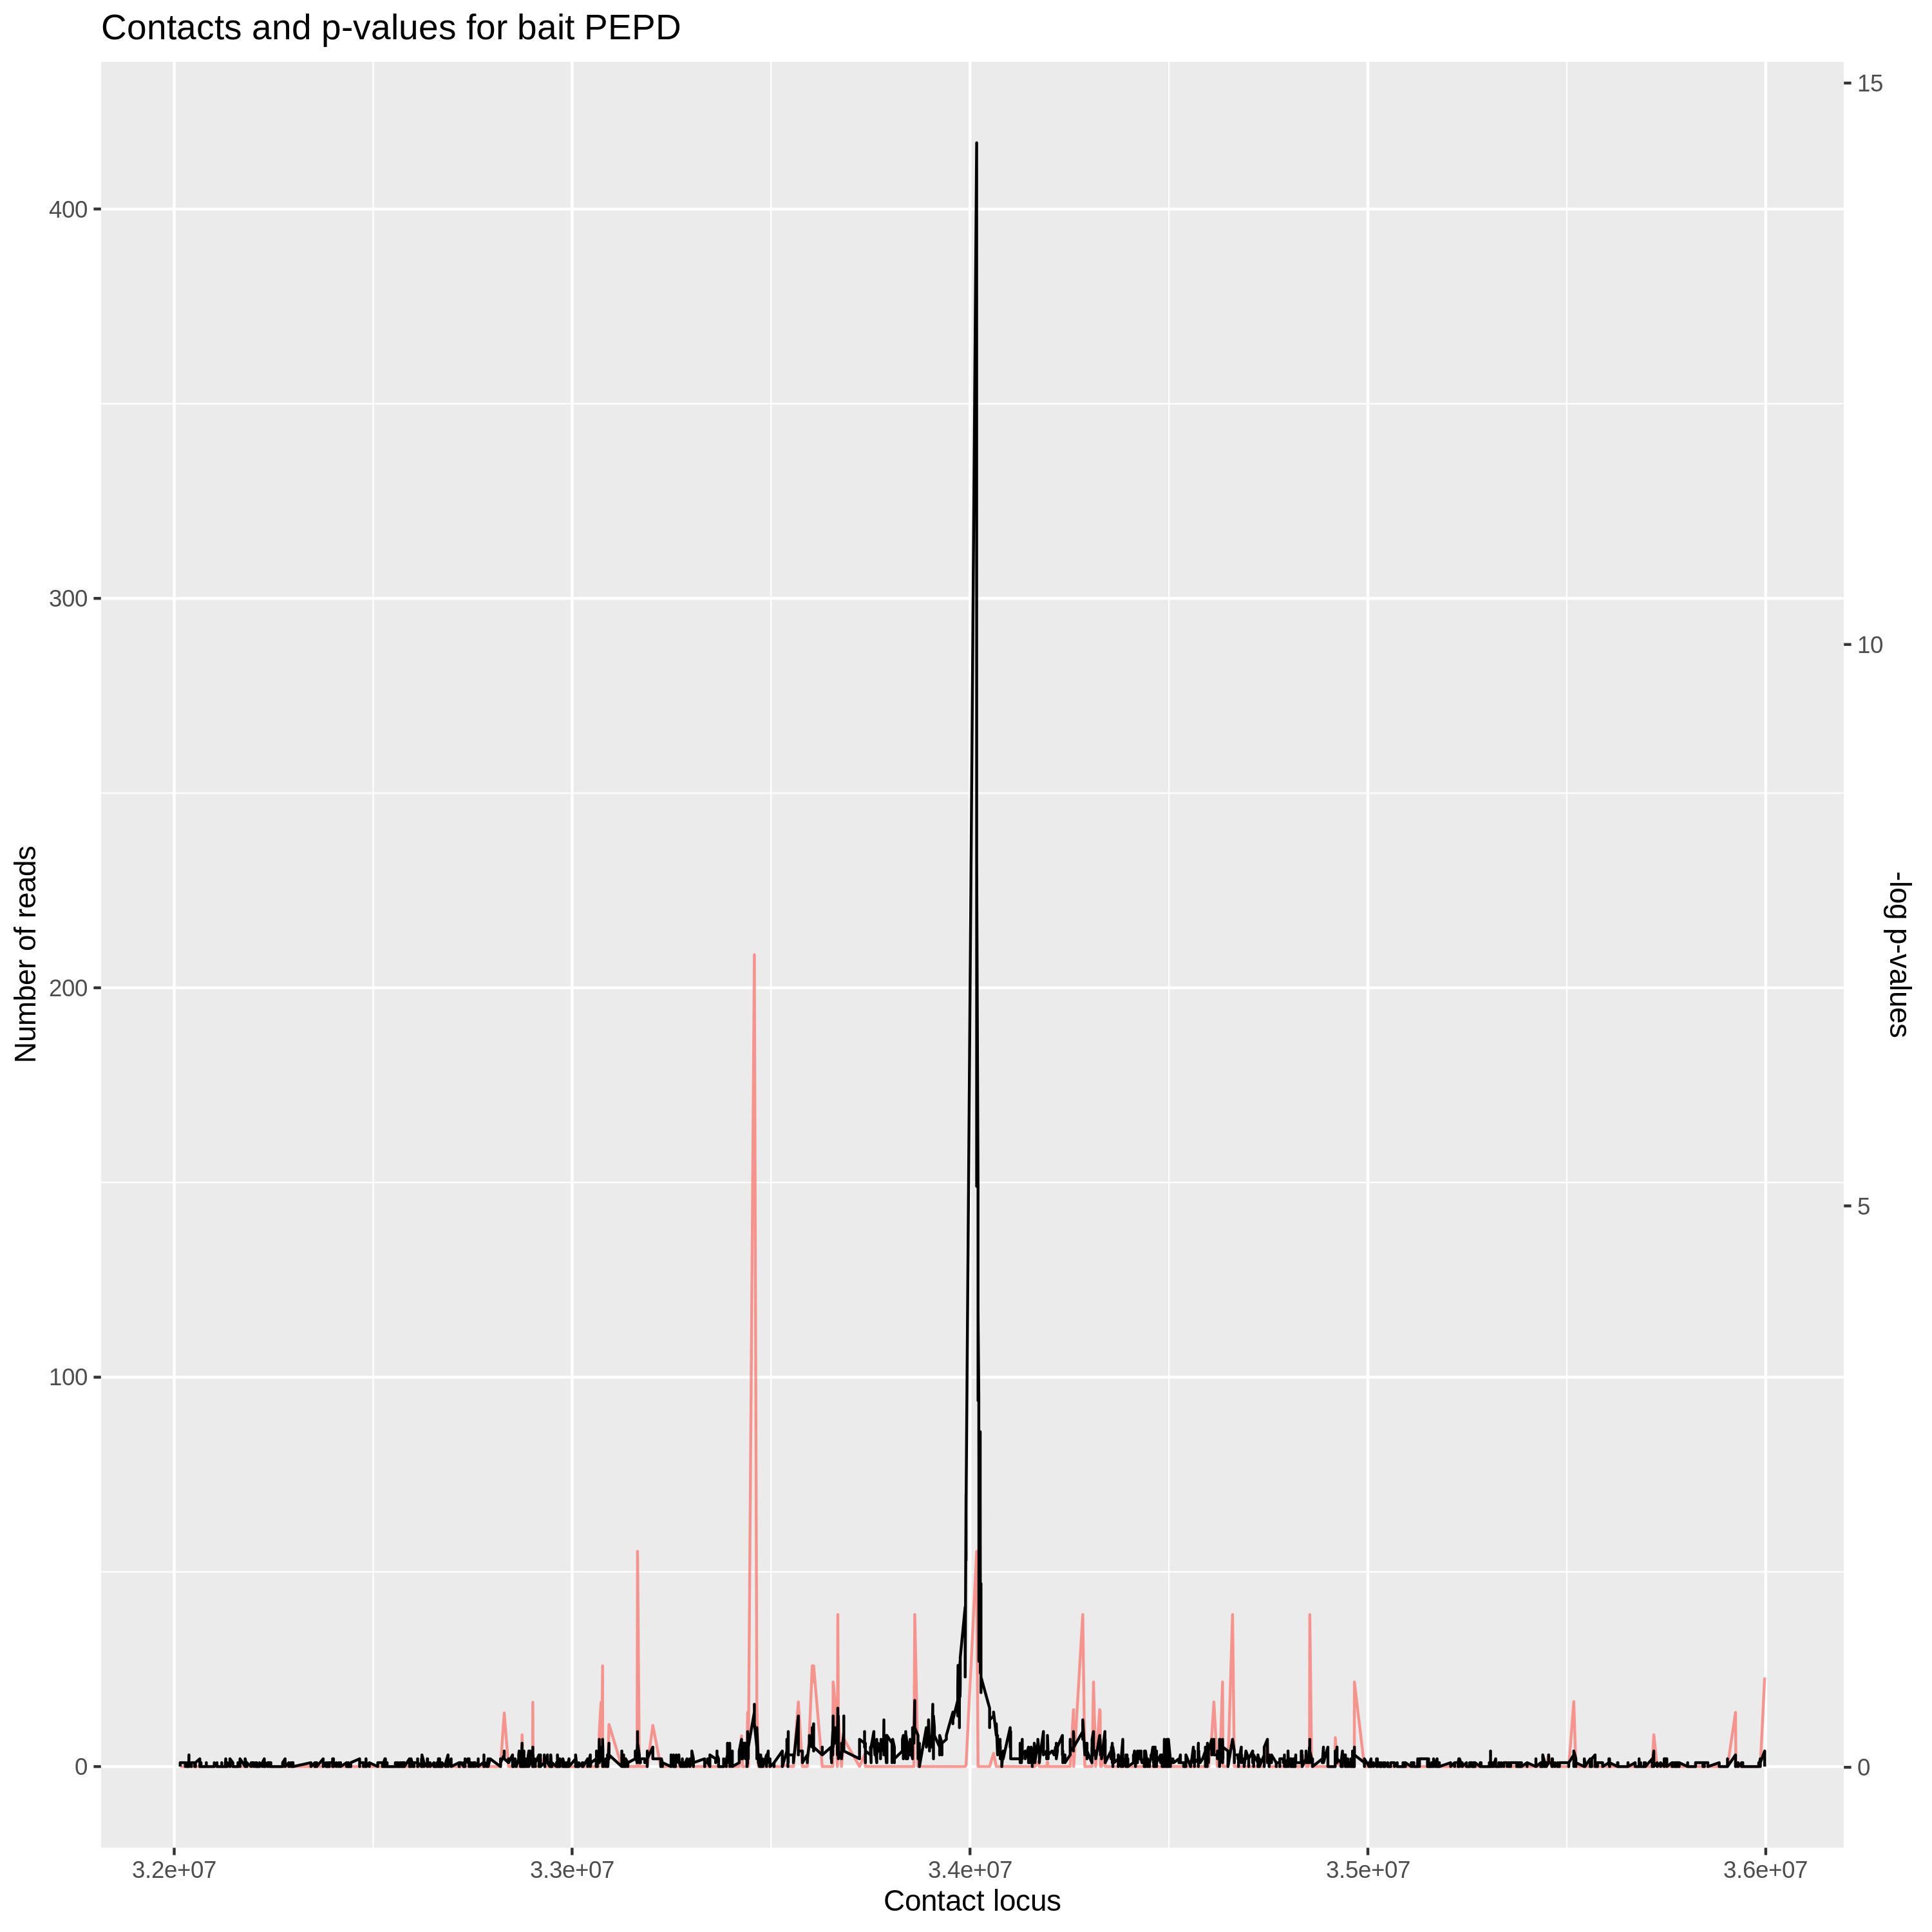 Contacts and p-values for bait PEPD
Number of reads
400
300
200
100
0
15
10
5
0
-log p-values
3.2e+07 3.3e+07 3.4e+07 3.5e+07 3.6e+07
Contact locus